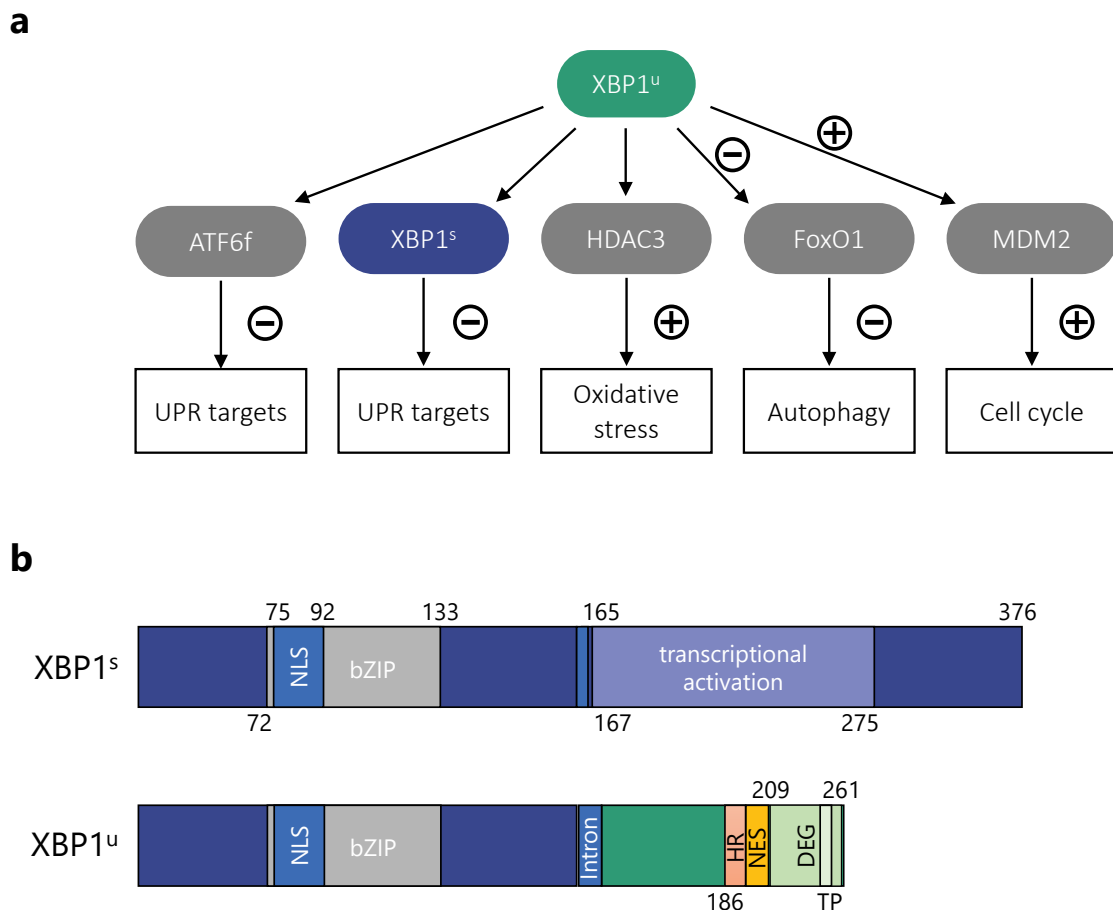 a
XBP1ᵘ
⊖ ⊕
ATF6f XBP1ˢ HDAC3 FoxO1 MDM2
⊖ ⊖ ⊕ ⊖ ⊕
UPR targets UPR targets Oxidative stress Autophagy Cell cycle
b
75 92 133 165 376
XBP1ˢ NLS bZIP transcriptional activation
72 167 275
209 261
XBP1ᵘ NLS bZIP Intron HR NES DEG
186 TP